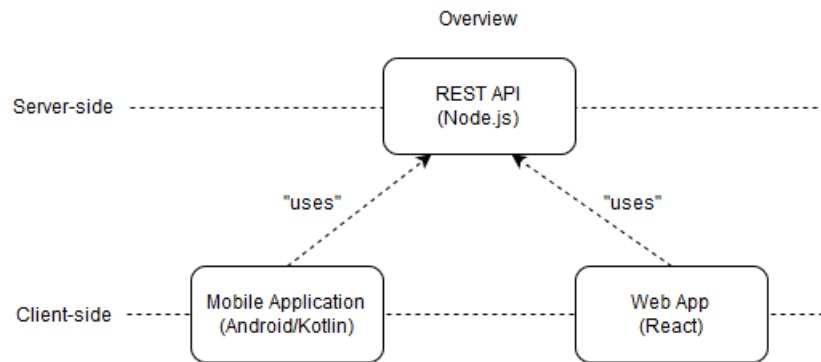 Overview
REST API
(Node.js)
Server-side
"uses"
"uses"
Mobile Application
(Android/Kotlin)
Web App
(React)
Client-side